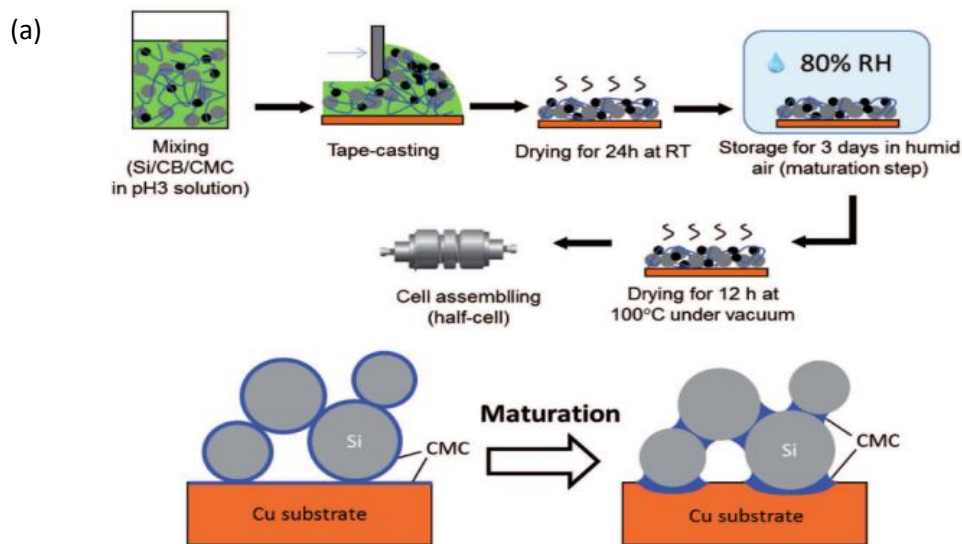 (a)
Mixing
(Si/CB/CMC
in pH3 solution)
Tape-casting
Drying for 24h at RT
80% RH
Storage for 3 days in humid
air (maturation step)
Cell assemblling
(half-cell)
Drying for 12 h at
100°C under vacuum
Si
CMC
Cu substrate
Maturation
Si
CMC
Cu substrate